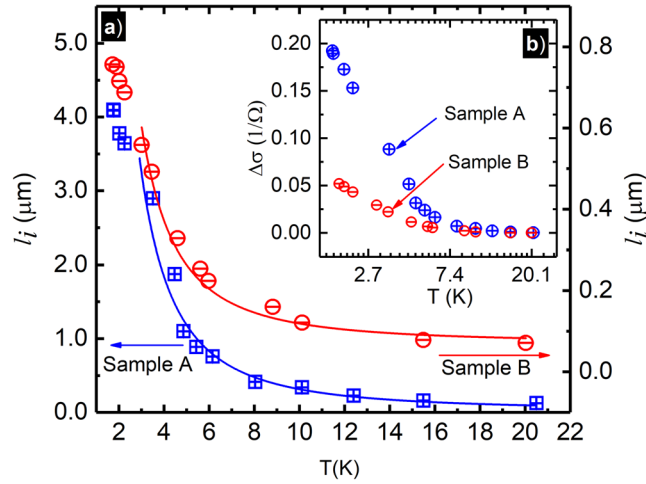 a)
b)
5.0
4.0
3.0
2.0
1.0
0.0
l_i (μm)
0.8
0.6
0.4
0.2
0.0
l_i (μm)
0.20
0.15
0.10
0.05
0.00
Δσ (1/Ω)
Sample A
Sample B
2.7 7.4 20.1
T (K)
Sample A
Sample B
2 4 6 8 10 12 14 16 18 20 22
T(K)